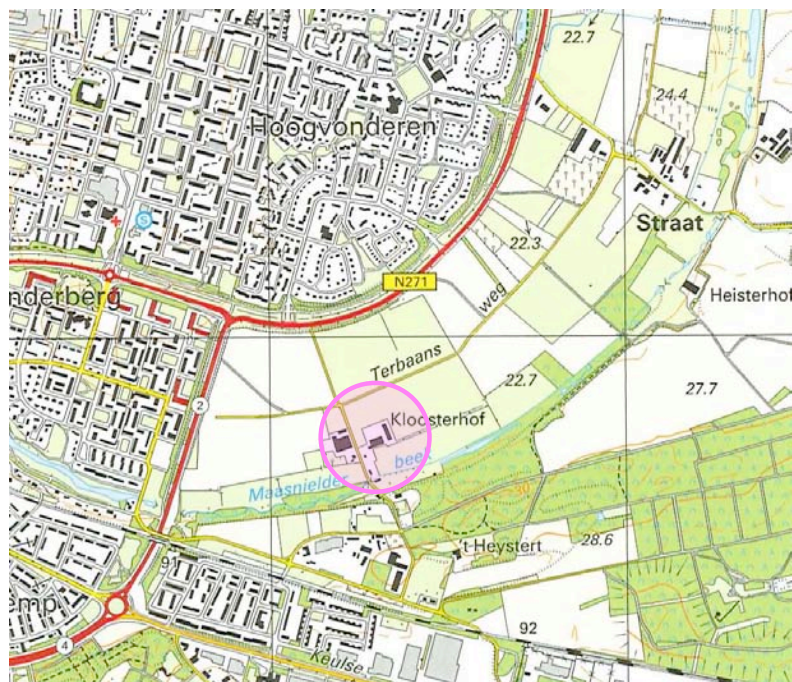 22.7
24.4
Hoogvonderen
Straat
S
22.3
N271
nderberg
weg
Heisterhof
Terbaans
22.7
27.7
2
Kloosterhof
beek
Maasnielder
30
't Heystert
28.6
91
emp
92
4
Keulse